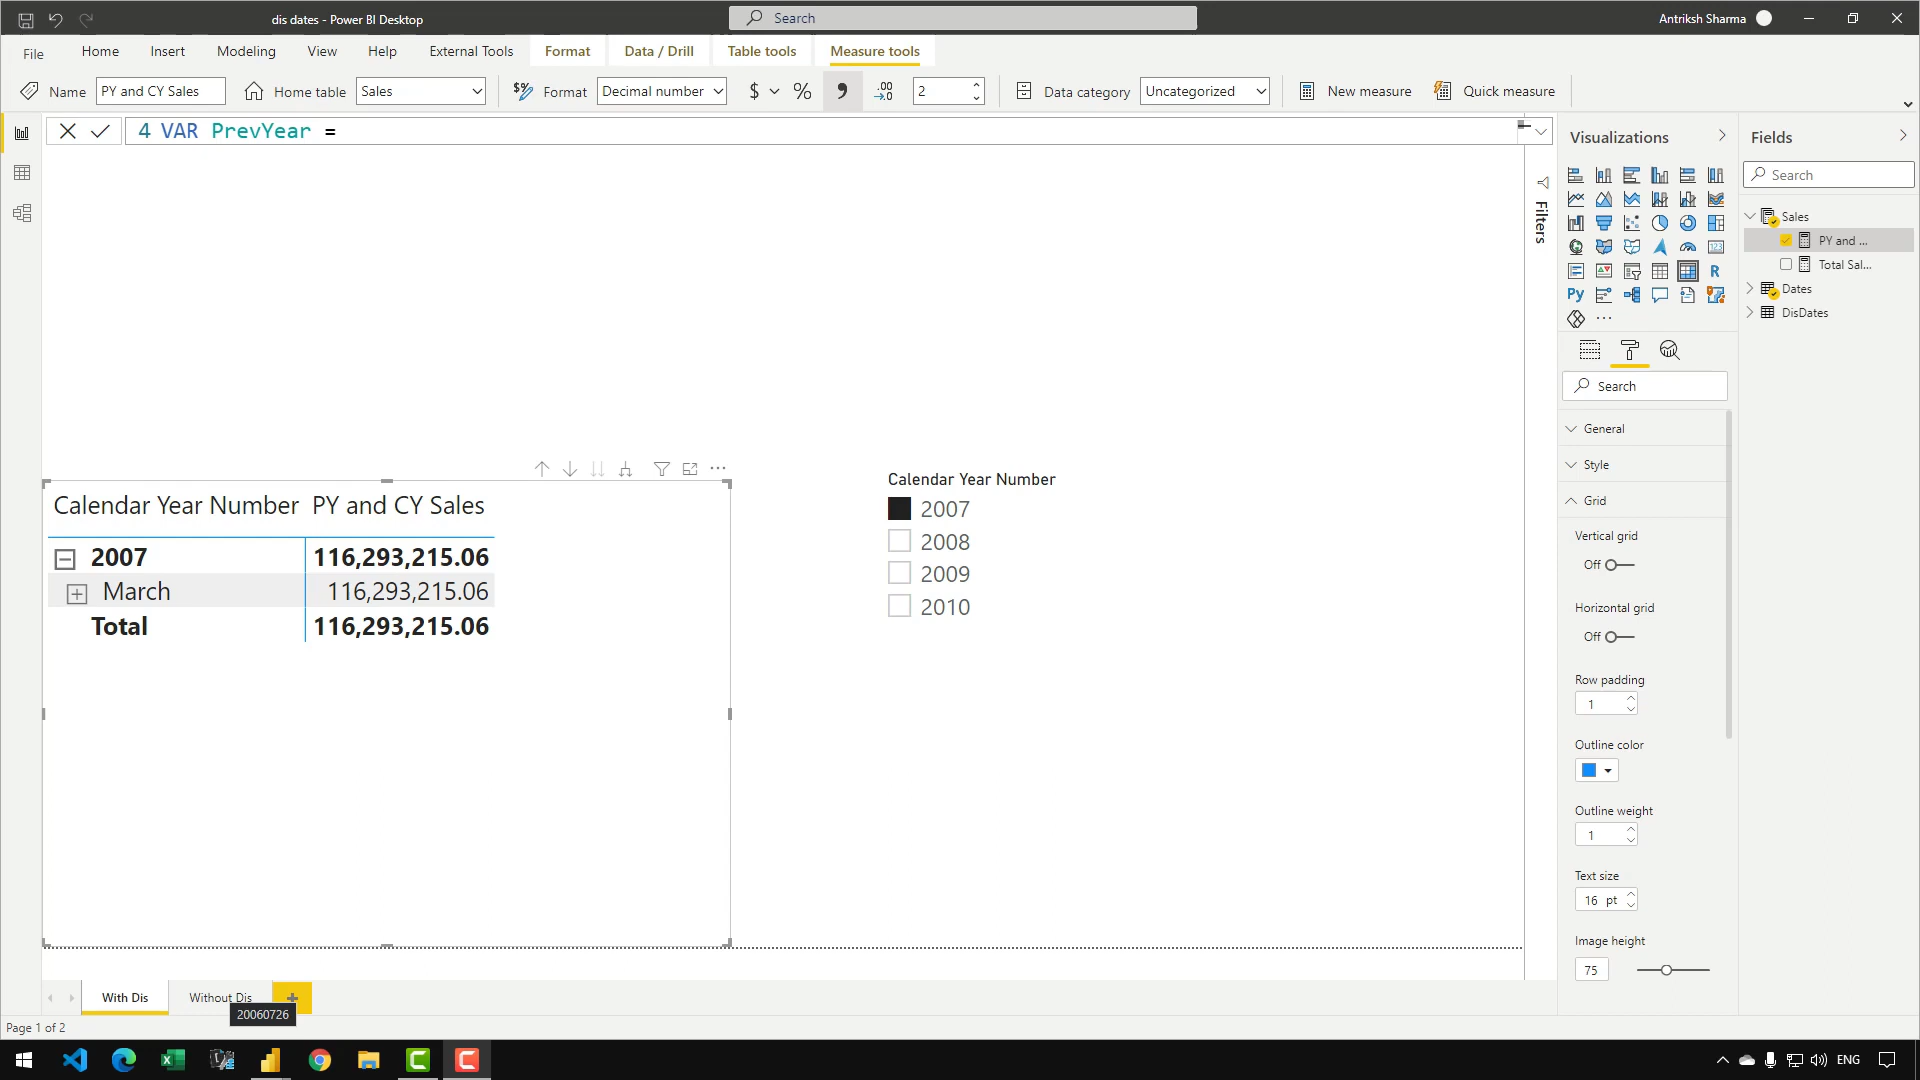 dis dates - Power BI Desktop
Search
Antriksh Sharma
File
Home
Insert
Modeling
View
Help
External Tools
Format
Data / Drill
Table tools
Measure tools
Name
PY and CY Sales
Home table
Sales
Format
Decimal number
$
%
,
.00
→.0
2
Data category
Uncategorized
New measure
Quick measure
4 VAR PrevYear =
Filters
Calendar Year Number PY and CY Sales
2007 116,293,215.06
March 116,293,215.06
Total 116,293,215.06
Calendar Year Number
2007
2008
2009
2010
Visualizations
123
R
Py
...
Search
General
Style
Grid
Vertical grid
Off
Horizontal grid
Off
Row padding
1
Outline color
Outline weight
1
Text size
16 pt
Image height
75
Fields
Search
Sales
PY and ...
Total Sal...
Dates
DisDates
With Dis
Without Dis
+
20060726
Page 1 of 2
ENG